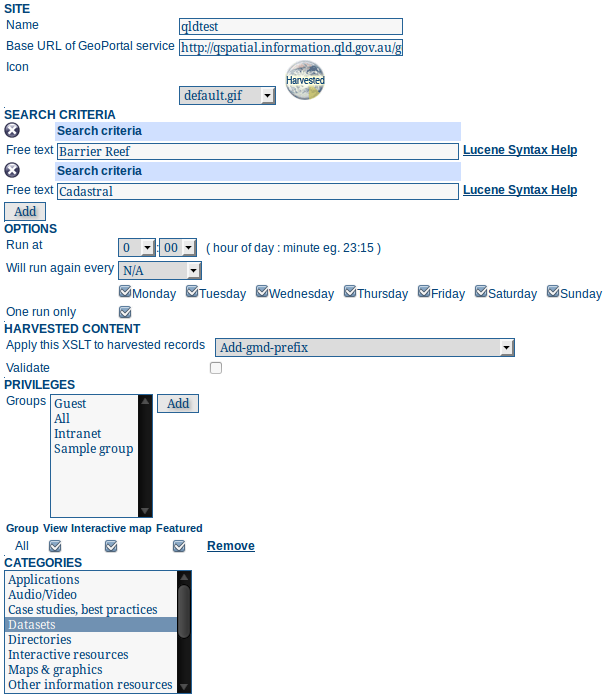 SITE
Name qldtest
Base URL of GeoPortal service http://qspatial.information.qld.gov.au/g
Icon
Harvested
default.gif
SEARCH CRITERIA
Search criteria
Free text Barrier Reef Lucene Syntax Help
Search criteria
Free text Cadastral Lucene Syntax Help
Add
OPTIONS
Run at 0 : 00 ( hour of day : minute eg. 23:15 )
Will run again every N/A
Monday Tuesday Wednesday Thursday Friday Saturday Sunday
One run only
HARVESTED CONTENT
Apply this XSLT to harvested records Add-gmd-prefix
Validate
PRIVILEGES
Groups Guest Add
All
Intranet
Sample group
Group View Interactive map Featured
All Remove
CATEGORIES
Applications
Audio/Video
Case studies, best practices
Datasets
Directories
Interactive resources
Maps & graphics
Other information resources